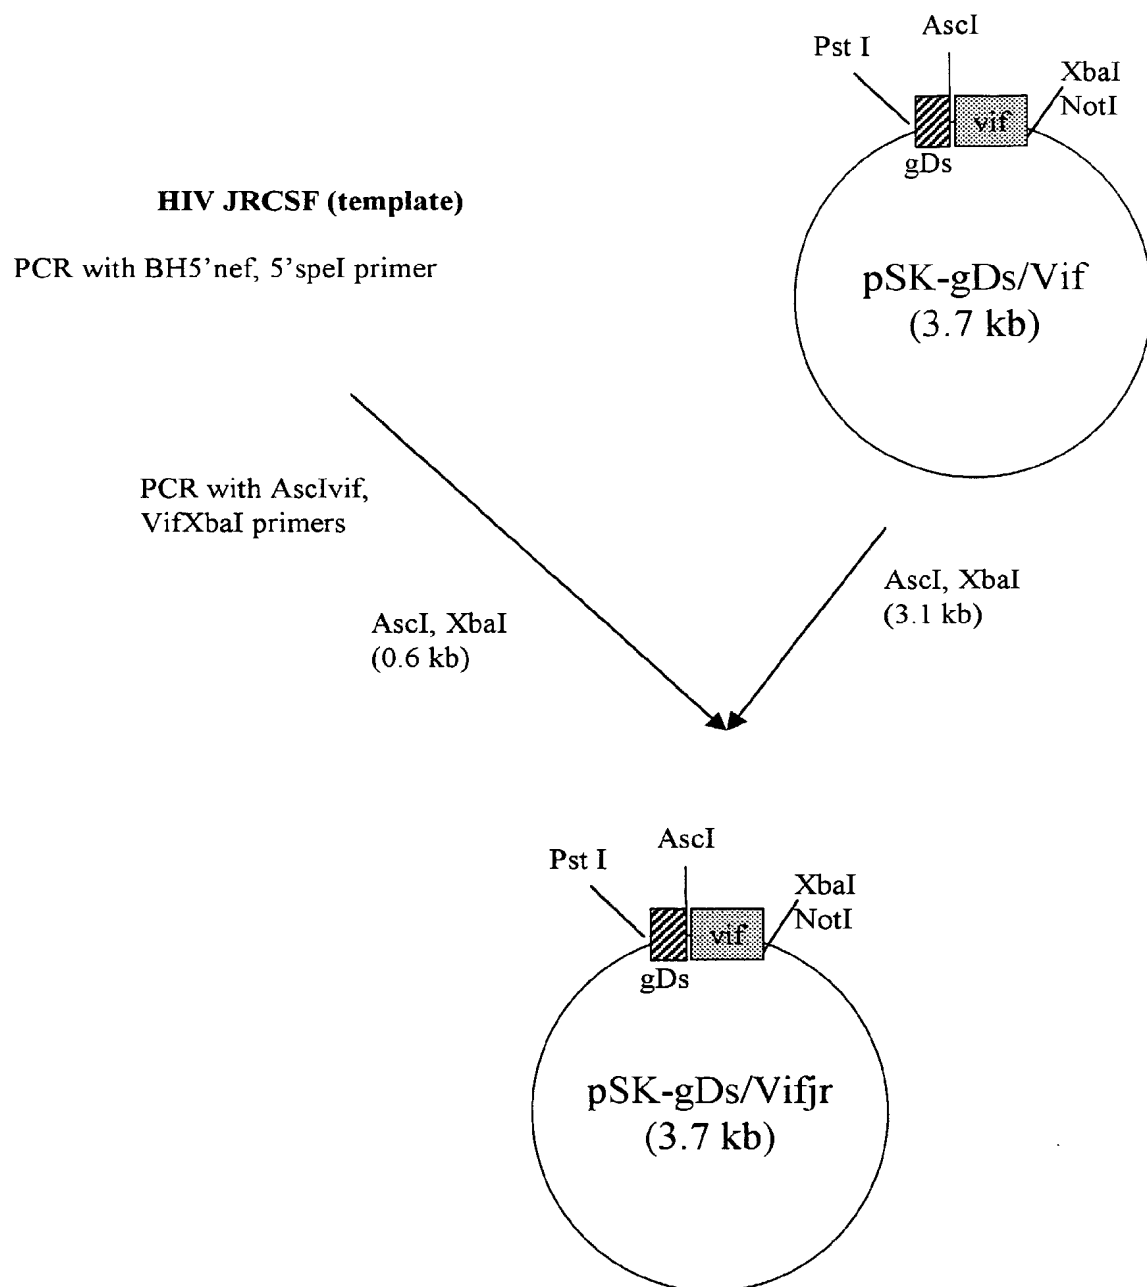 AscI
Pst I
XbaI
NotI
vif
gDs
HIV JRCSF (template)
PCR with BH5'nef, 5'speI primer
pSK-gDs/Vif
(3.7 kb)
PCR with AscIvif,
VifXbaI primers
AscI, XbaI
(3.1 kb)
AscI, XbaI
(0.6 kb)
AscI
Pst I
XbaI
NotI
vif
gDs
pSK-gDs/Vifjr
(3.7 kb)